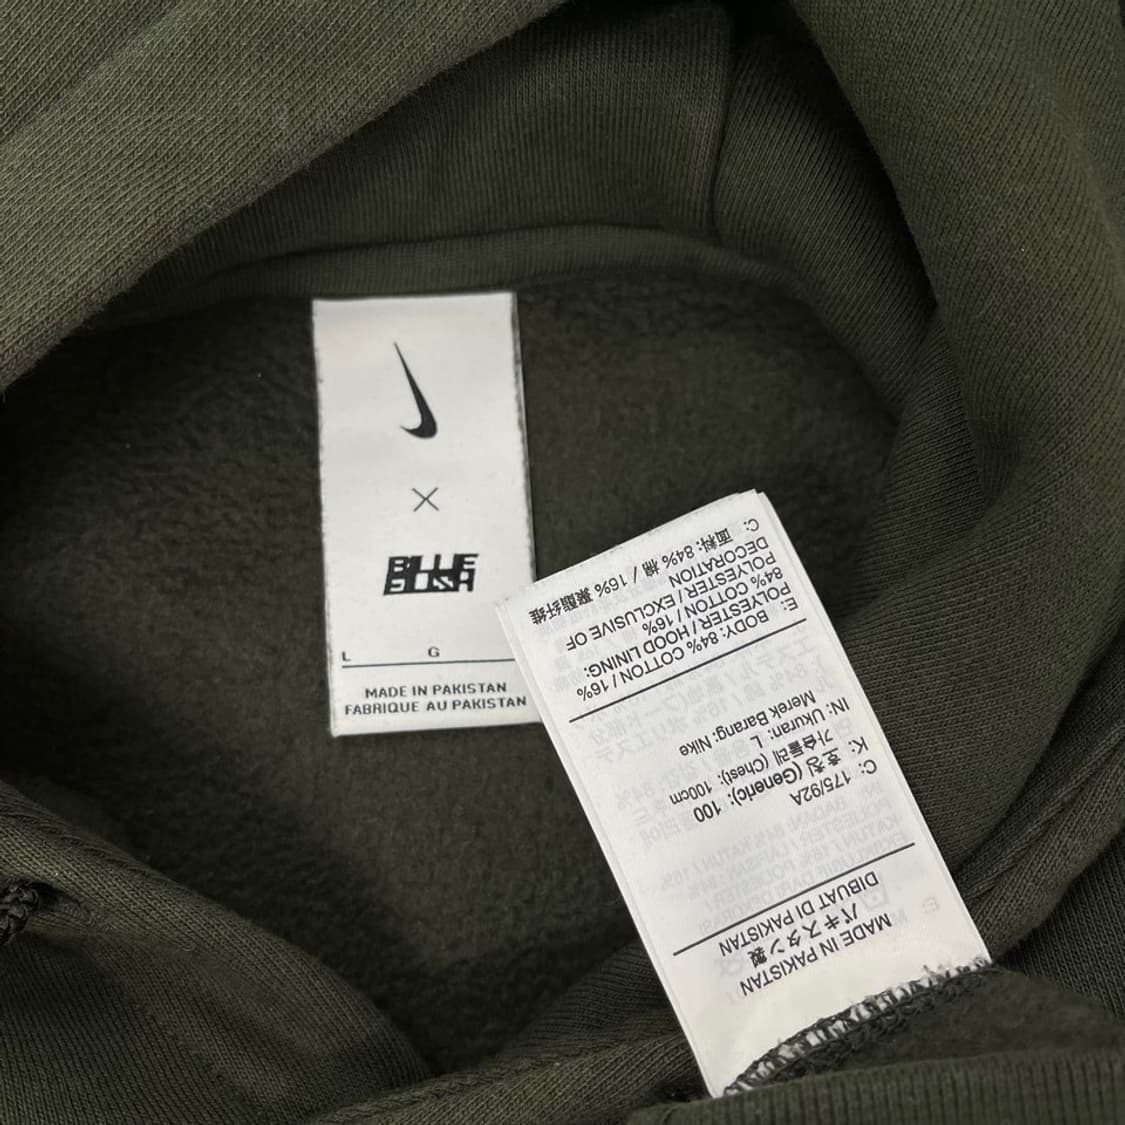 ×
BILLIE
EILISH
L G
MADE IN PAKISTAN
FABRIQUE AU PAKISTAN
MADE IN PAKISTAN
パキスタン製
DIBUAT DI PAKISTAN
C: 175/92A
K: 호칭 (Generic): 100
가슴둘레 (Chest): 100cm
IN: Ukuran: L
Merek Barang: Nike
E: BODY: 84% COTTON / 16%
POLYESTER / HOOD LINING:
84% COTTON / 16%
POLYESTER / EXCLUSIVE OF
DECORATION
C: 面料: 84% 棉 / 16% 聚酯纤维